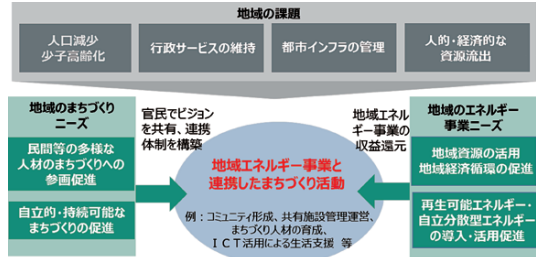 地域の課題
人口減少
少子高齢化
行政サービスの維持
都市インフラの管理
人的・経済的な
資源流出
地域のまちづくり
ニーズ
民間等の多様な
人材のまちづくりへの
参画促進
自立的・持続可能な
まちづくりの促進
官民でビジョン
を共有、連携
体制を構築
地域エネル
ギー事業の
収益還元
地域エネルギー事業と
連携したまちづくり活動
例：コミュニティ形成、共有施設管理運営、
まちづくり人材の育成、
ＩＣＴ活用による生活支援 等
地域のエネルギー
事業ニーズ
地域資源の活用
地域経済循環の促進
再生可能エネルギー・
自立分散型エネルギー
の導入・活用促進